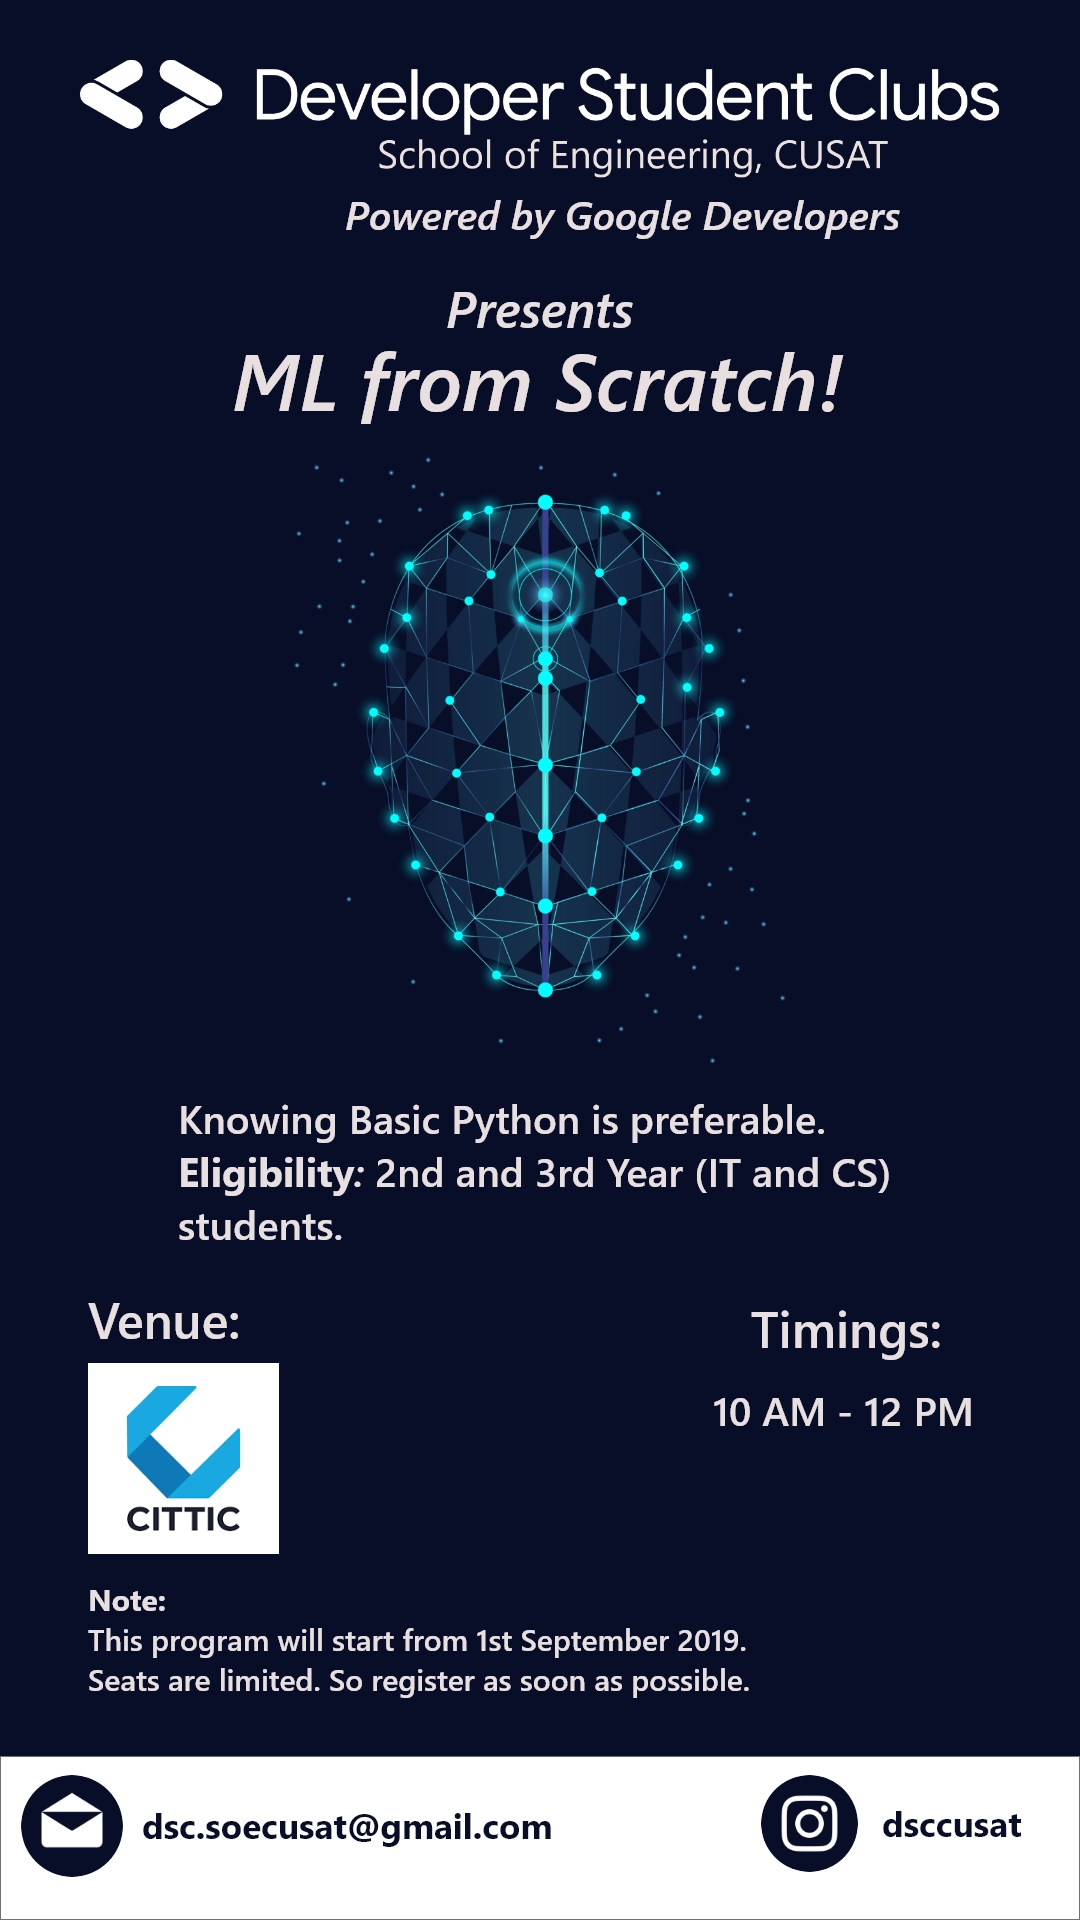 Developer Student Clubs
School of Engineering, CUSAT
Powered by Google Developers
Presents
ML from Scratch!
Knowing Basic Python is preferable.
Eligibility: 2nd and 3rd Year (IT and CS)
students.
Venue:
CITTIC
Timings:
10 AM - 12 PM
Note:
This program will start from 1st September 2019.
Seats are limited. So register as soon as possible.
dsc.soecusat@gmail.com
dsccusat